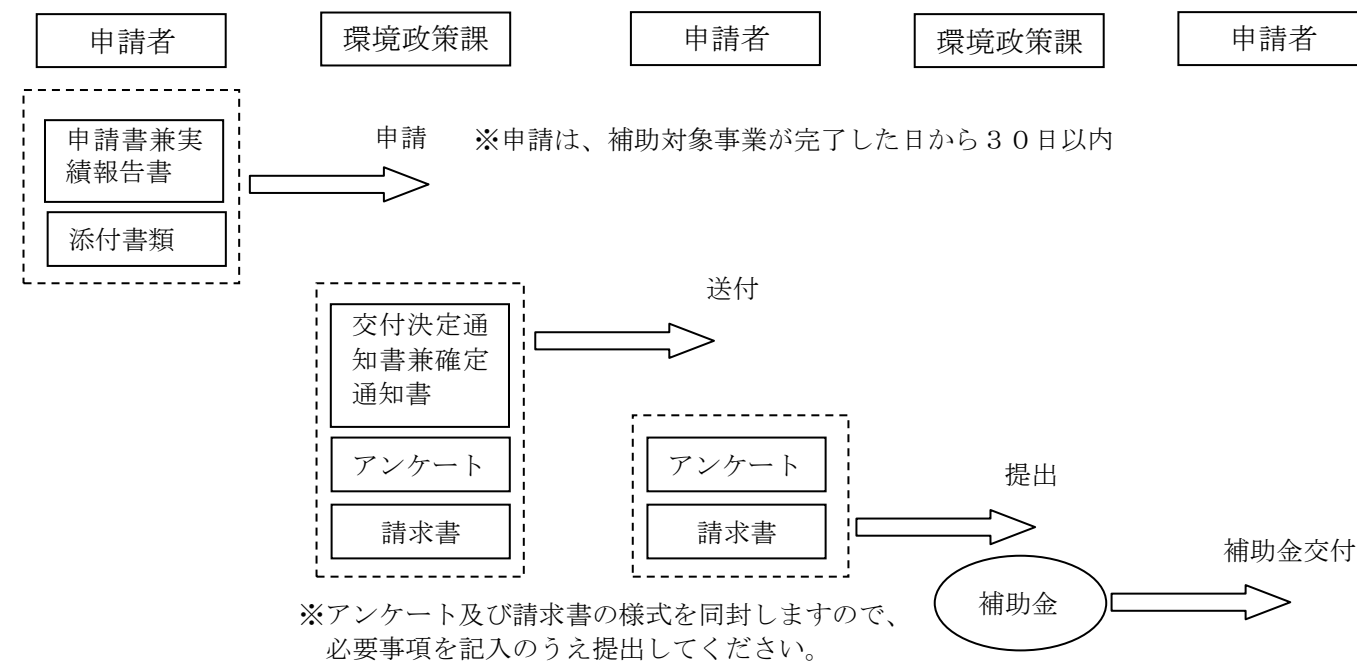 申請者
環境政策課
申請者
環境政策課
申請者
申請書兼実
績報告書
添付書類
申請
※申請は、補助対象事業が完了した日から３０日以内
交付決定通
知書兼確定
通知書
アンケート
請求書
送付
アンケート
請求書
提出
補助金
補助金交付
※アンケート及び請求書の様式を同封しますので、
必要事項を記入のうえ提出してください。